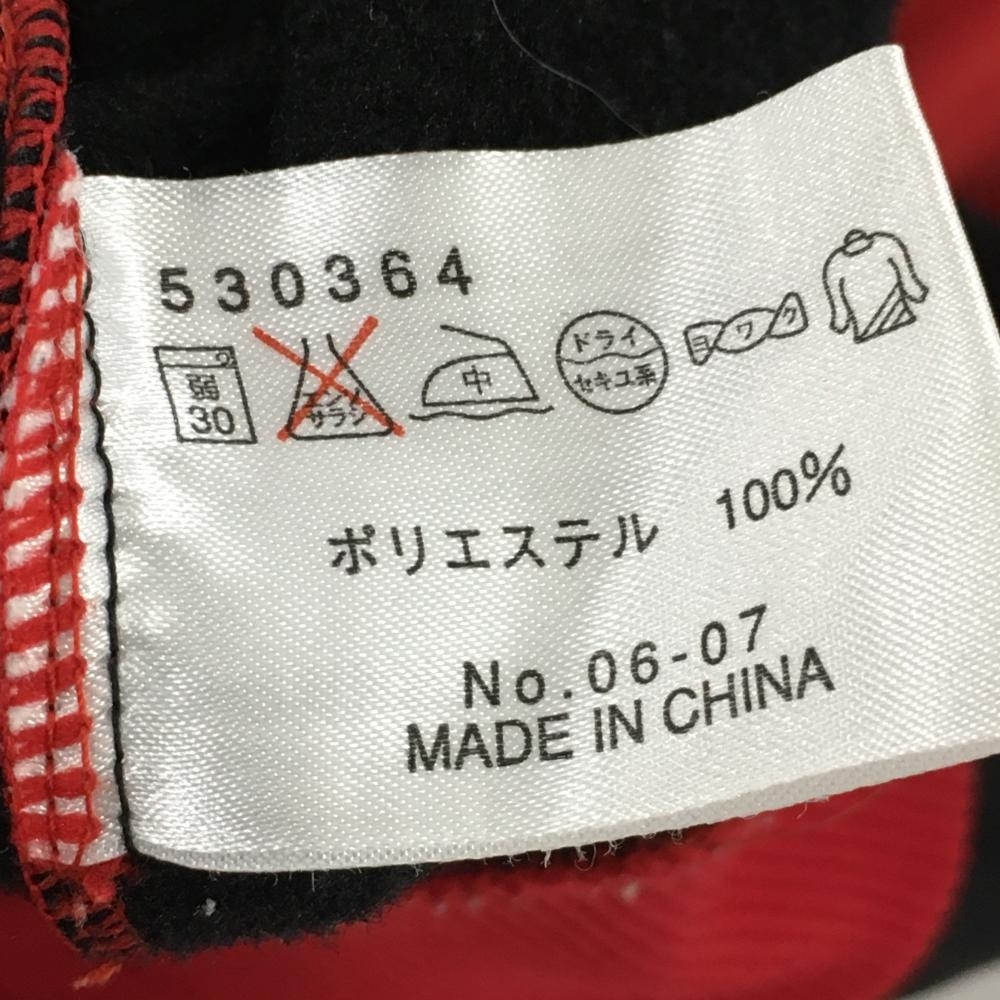 530364
弱
30
エンソ
サラシ
中
ドライ
セキユ系
ヨワク
ポリエステル 100%
No.06-07
MADE IN CHINA